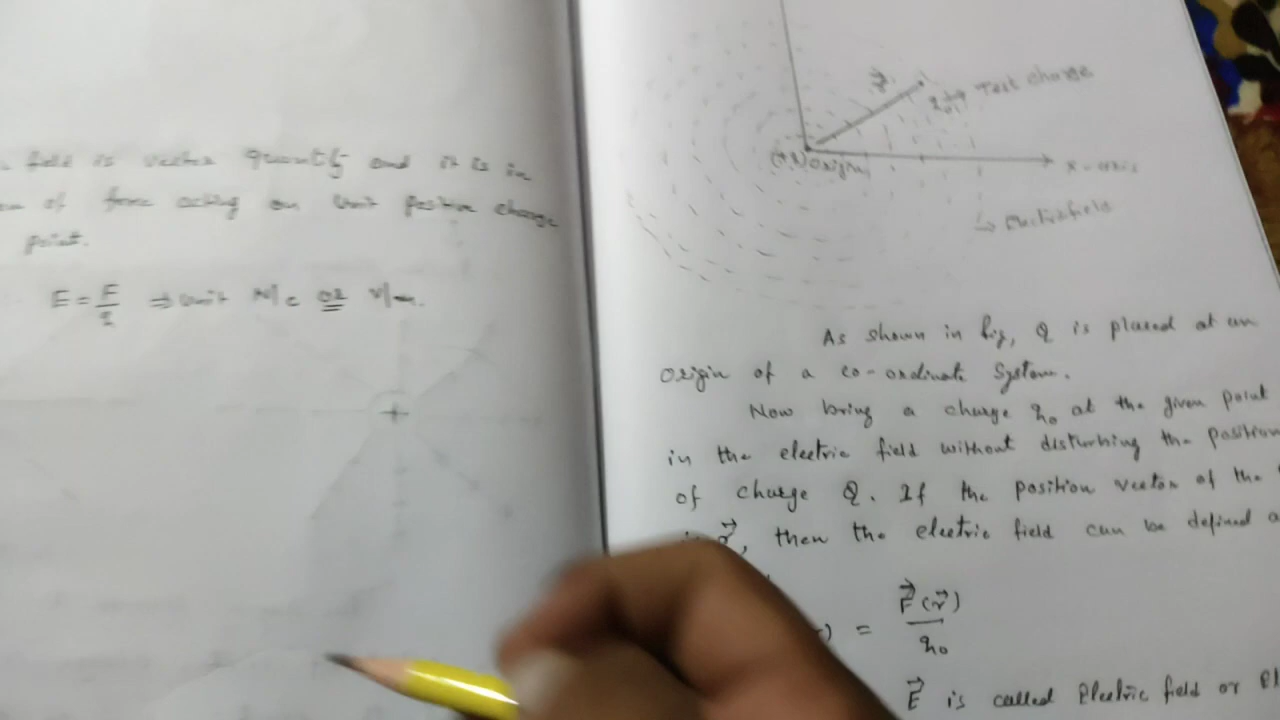 field is vector quantity and it is in
of force acting on unit positive charge
point.
E = F/q ⇒ unit N/C or V/m.
r⃗
q₀ → Test charge
(0,0) origin
x-axis
→ Electric field
As shown in fig, Q is placed at an
origin of a co-ordinate system.
Now bring a charge q₀ at the given point
in the electric field without disturbing the position
of charge Q. If the position vector of the
r⃗, then the electric field can be defined
) = F⃗(r⃗)/q₀
E⃗ is called Electric field or El